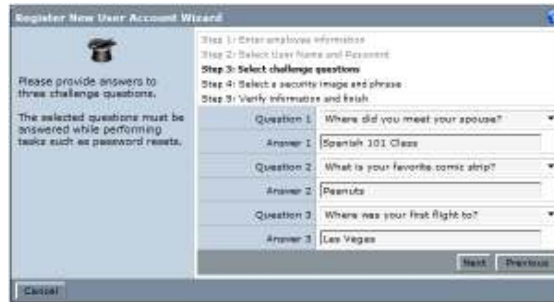 Register New User Account Wizard
Please provide answers to
three challenge questions.
The selected questions must be
answered while performing
tasks such as password resets.
Step 1: Enter employee information
Step 2: Select User Name and Password
Step 3: Select challenge questions
Step 4: Select a security image and phrase
Step 5: Verify information and finish
Question 1 Where did you meet your spouse?
Answer 1 Spanish 101 Class
Question 2 What is your favorite comic strip?
Answer 2 Peanuts
Question 3 Where was your first flight to?
Answer 3 Las Vegas
Next Previous
Cancel